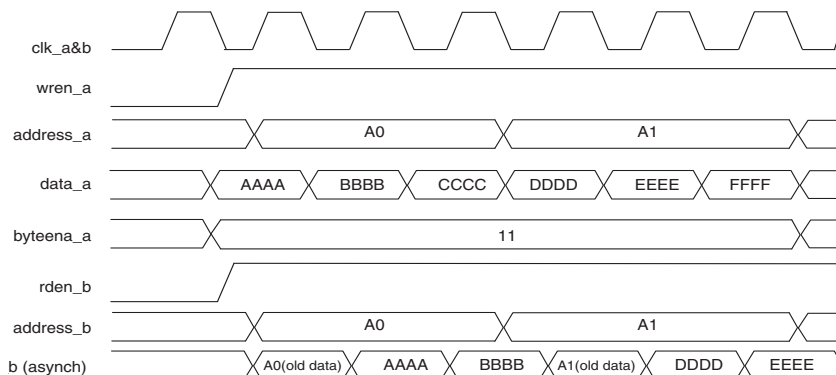 clk_a&b
wren_a
address_a A0 A1
data_a AAAA BBBB CCCC DDDD EEEE FFFF
byteena_a 11
rden_b
address_b A0 A1
b (asynch) A0(old data) AAAA BBBB A1(old data) DDDD EEEE